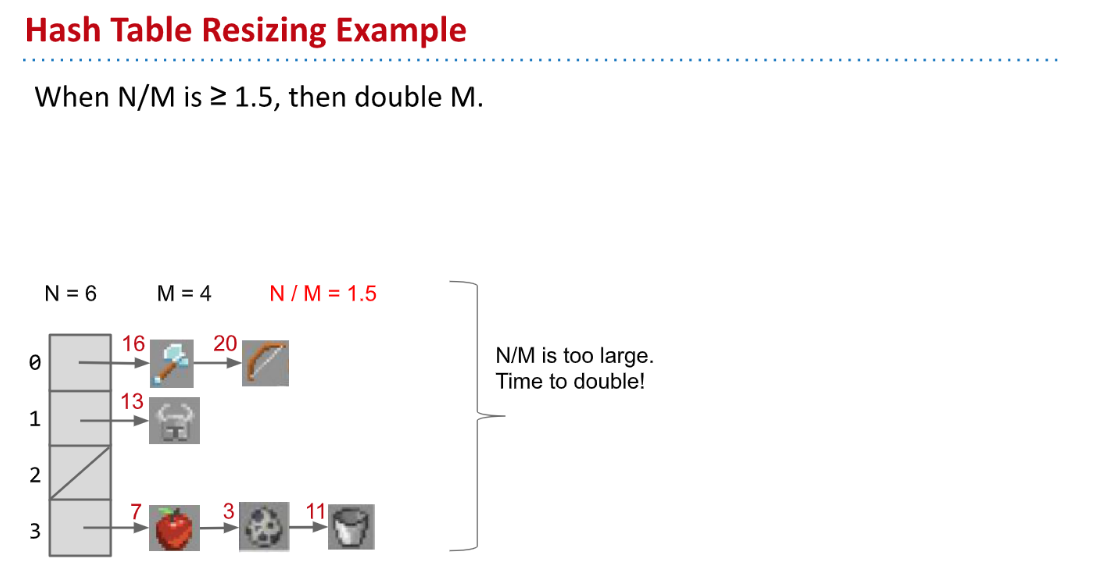 Hash Table Resizing Example
When N/M is ≥ 1.5, then double M.
N = 6 M = 4 N / M = 1.5
N/M is too large.
Time to double!
0 16 20
1 13
2
3 7 3 11